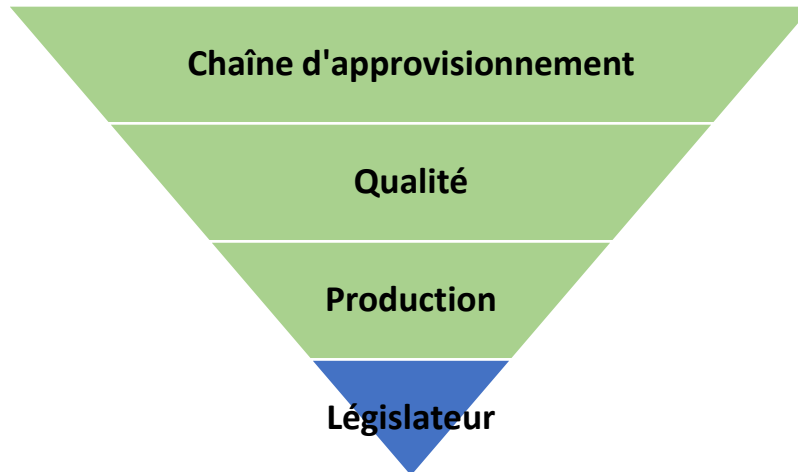 Chaîne d'approvisionnement
Qualité
Production
Législateur